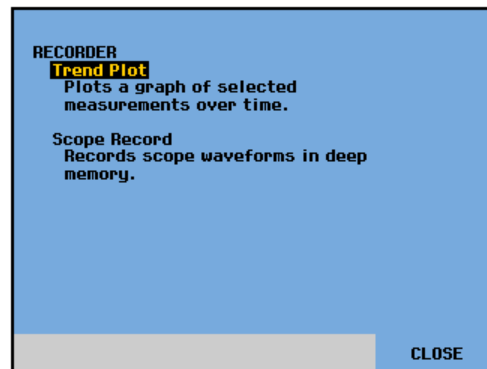 RECORDER
Trend Plot
Plots a graph of selected
measurements over time.
Scope Record
Records scope waveforms in deep
memory.
CLOSE